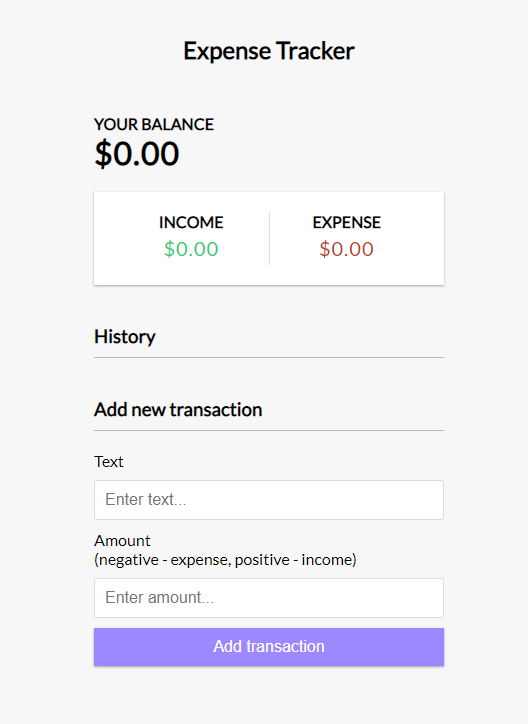 Expense Tracker
YOUR BALANCE
$0.00
INCOME
EXPENSE
$0.00
$0.00
History
Add new transaction
Text
Enter text...
Amount
(negative - expense, positive - income)
Enter amount...
Add transaction